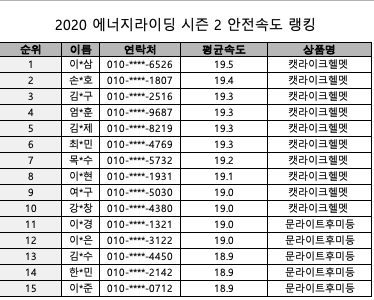 2020 에너지라이딩 시즌 2 안전속도 랭킹
순위 이름 연락처 평균속도 상품명
1 이*삼 010-****-6526 19.5 캣라이크헬멧
2 손*호 010-****-1807 19.4 캣라이크헬멧
3 김*구 010-****-2516 19.3 캣라이크헬멧
4 엄*훈 010-****-9687 19.3 캣라이크헬멧
5 김*제 010-****-8219 19.3 캣라이크헬멧
6 최*민 010-****-4769 19.3 캣라이크헬멧
7 목*수 010-****-5732 19.2 캣라이크헬멧
8 이*현 010-****-1931 19.1 캣라이크헬멧
9 여*구 010-****-5030 19.0 캣라이크헬멧
10 강*창 010-****-4380 19.0 캣라이크헬멧
11 이*경 010-****-1321 19.0 문라이트후미등
12 이*은 010-****-3122 19.0 문라이트후미등
13 김*수 010-****-4450 18.9 문라이트후미등
14 한*민 010-****-2142 18.9 문라이트후미등
15 이*준 010-****-0712 18.9 문라이트후미등